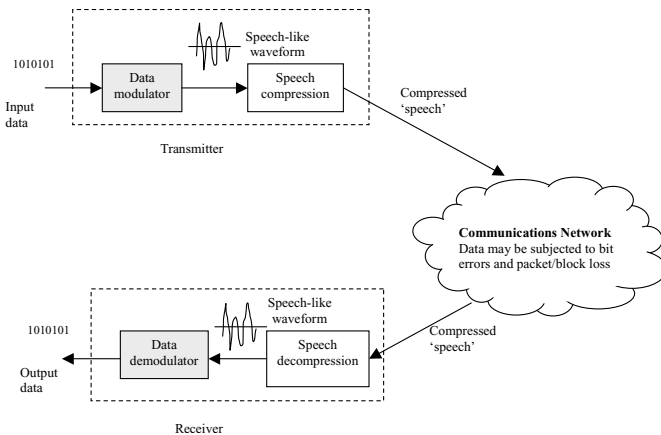 Speech-like
waveform
1010101
Data
modulator
Speech
compression
Input
data
Compressed
‘speech’
Transmitter
Communications Network
Data may be subjected to bit
errors and packet/block loss
Speech-like
waveform
1010101
Data
demodulator
Speech
decompression
Compressed
‘speech’
Output
data
Receiver